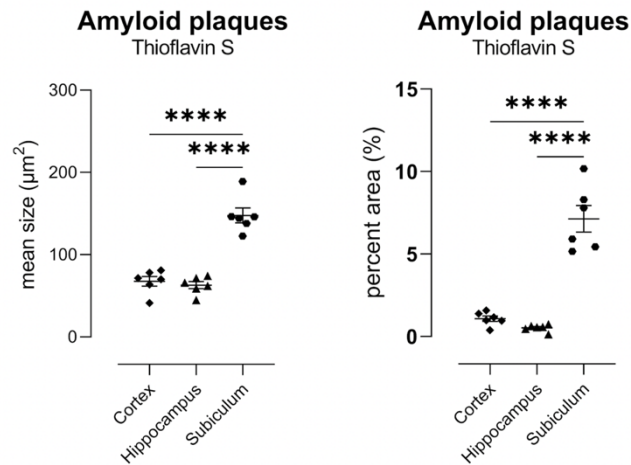 Amyloid plaques
Thioflavin S
mean size (µm²)
300
200
100
0
****
****
Cortex
Hippocampus
Subiculum
Amyloid plaques
Thioflavin S
percent area (%)
15
10
5
0
****
****
Cortex
Hippocampus
Subiculum